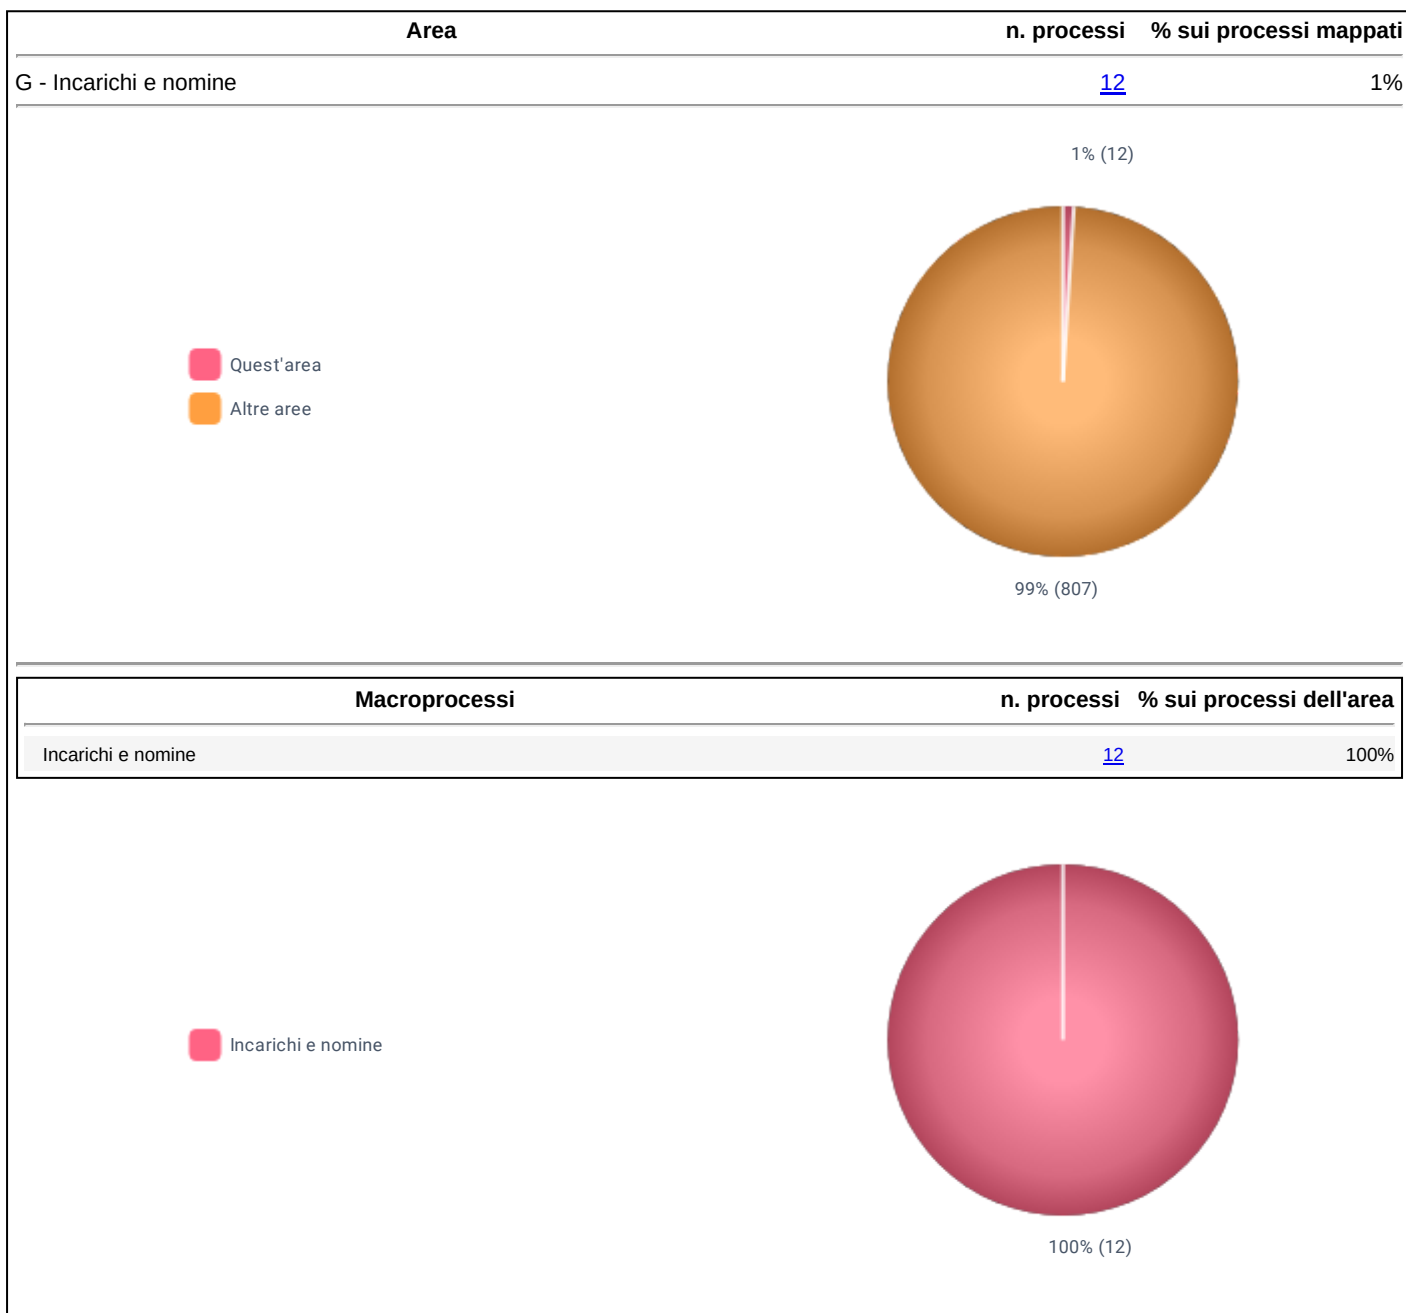 Area n. processi % sui processi mappati
G - Incarichi e nomine 12 1%
1% (12)
Quest'area
Altre aree
99% (807)
Macroprocessi n. processi % sui processi dell'area
Incarichi e nomine 12 100%
Incarichi e nomine
100% (12)